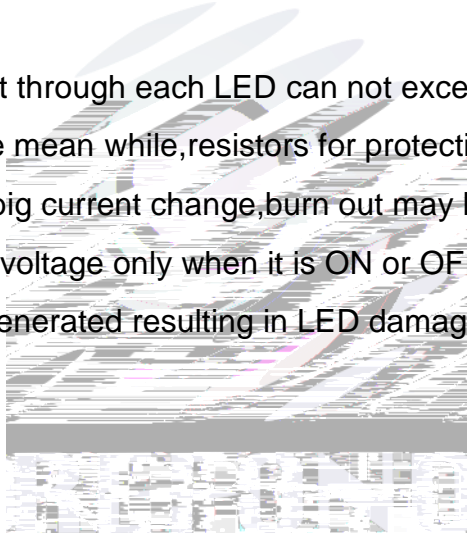 t through each LED can not exce
e mean while,resistors for protecti
big current change,burn out may b
voltage only when it is ON or OF
enerated resulting in LED damag